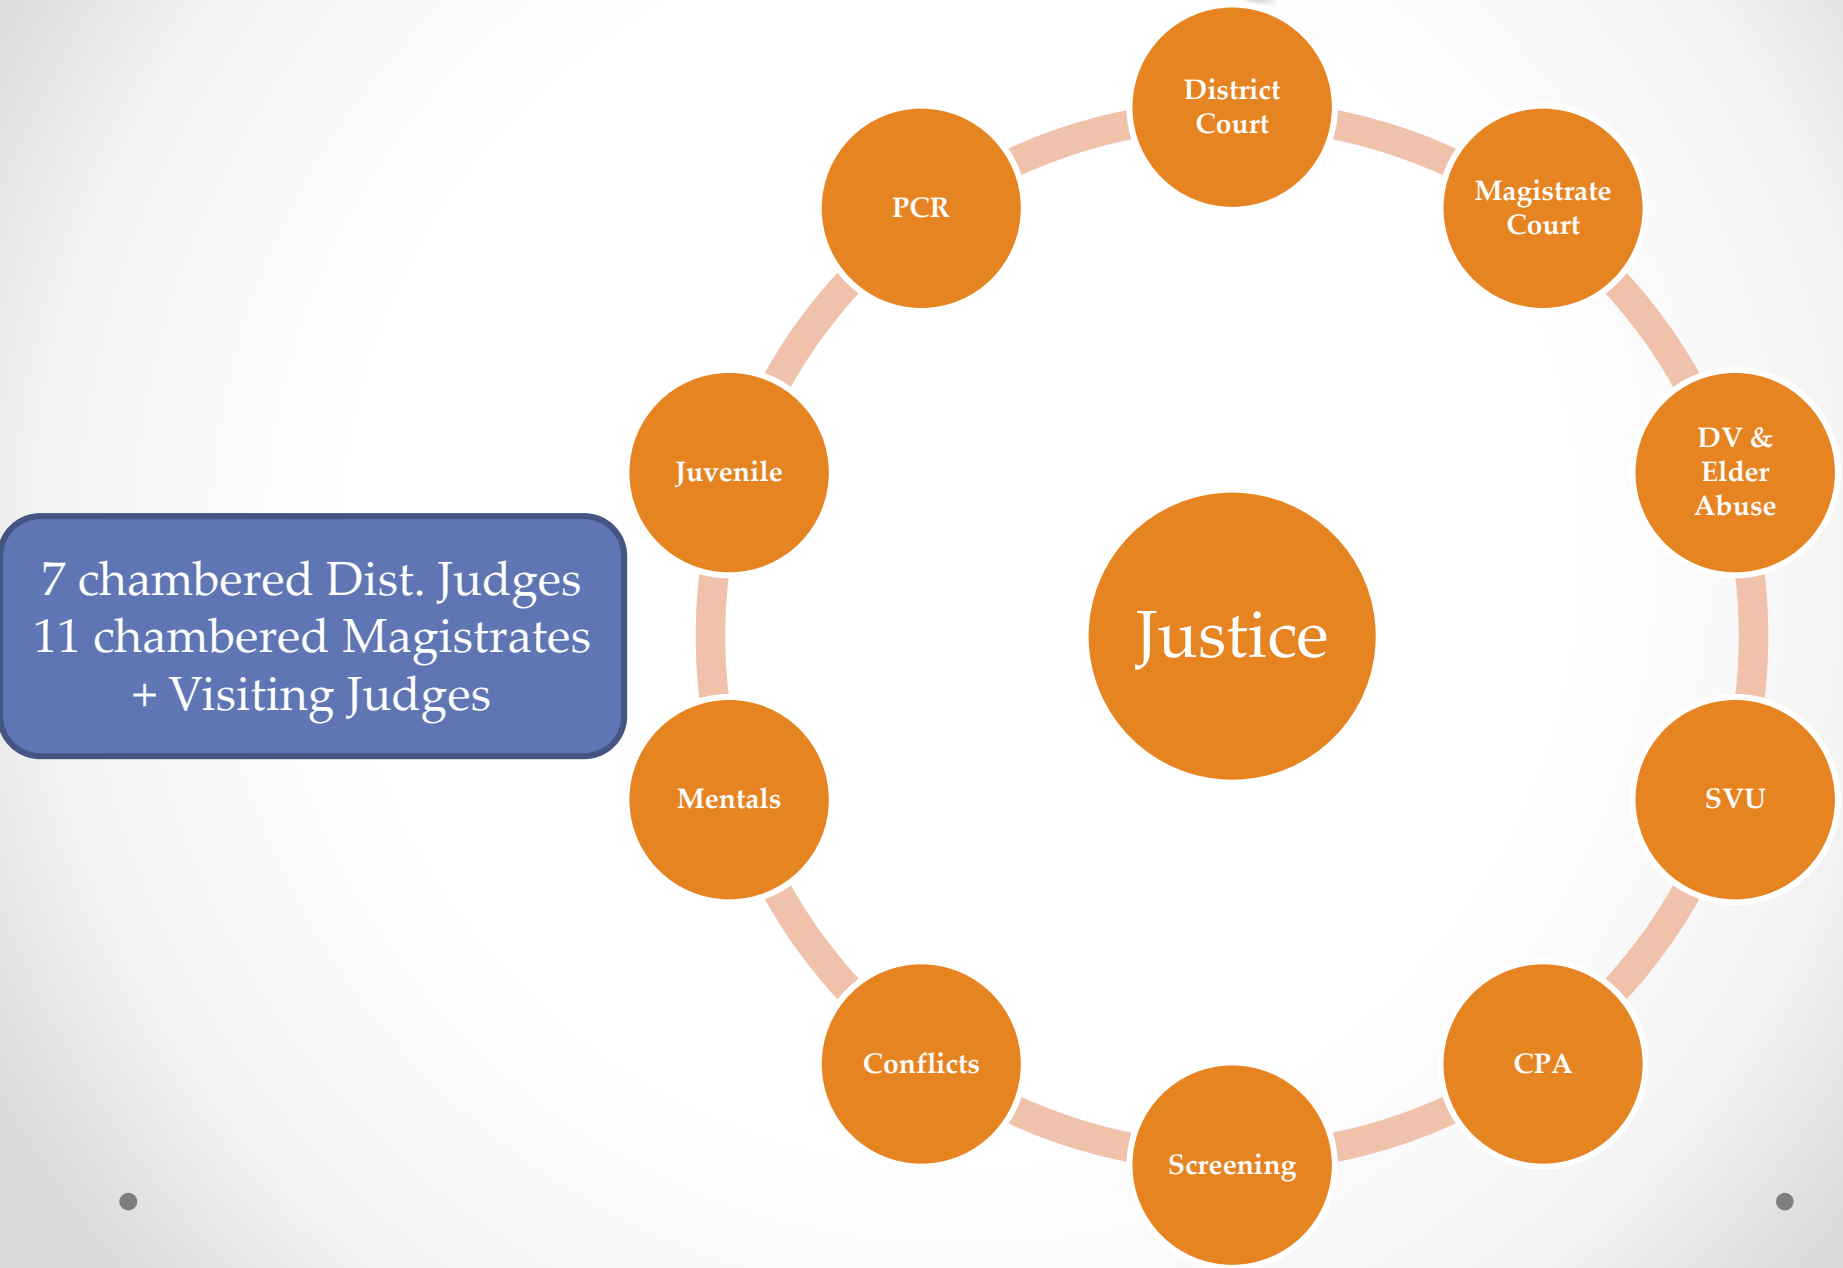 District
Court
Magistrate
Court
DV &
Elder
Abuse
SVU
CPA
Screening
Conflicts
Mentals
Juvenile
PCR
Justice
7 chambered Dist. Judges
11 chambered Magistrates
+ Visiting Judges